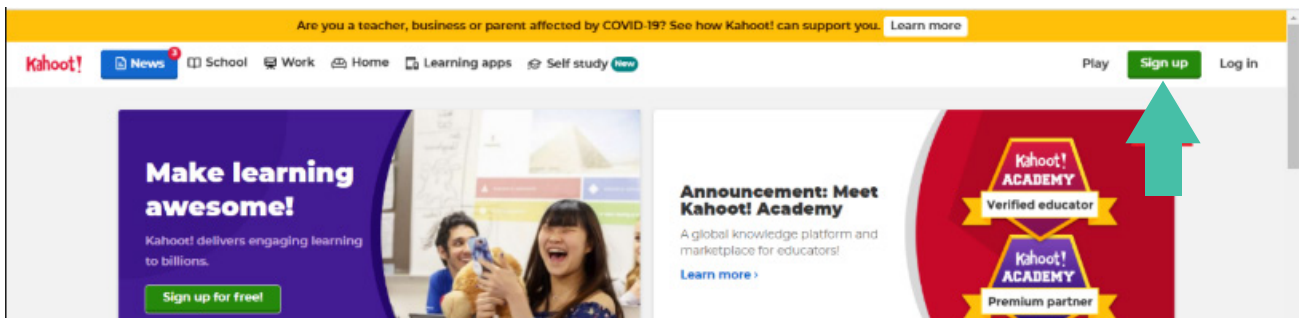 Are you a teacher, business or parent affected by COVID-19? See how Kahoot! can support you. Learn more
Kahoot! News 3 School Work Home Learning apps Self study New Play Sign up Log in
Make learning
awesome!
Kahoot! delivers engaging learning
to billions.
Sign up for free!
Announcement: Meet
Kahoot! Academy
A global knowledge platform and
marketplace for educators!
Learn more ›
Kahoot!
ACADEMY
Verified educator
Kahoot!
ACADEMY
Premium partner